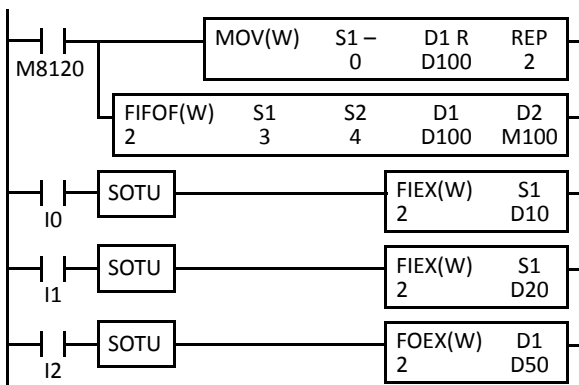 MOV(W) S1 – D1 R REP
0 D100 2
M8120
FIFOF(W) S1 S2 D1 D2
2 3 4 D100 M100
SOTU FIEX(W) S1
I0 2 D10
SOTU FIEX(W) S1
I1 2 D20
SOTU FOEX(W) D1
I2 2 D50